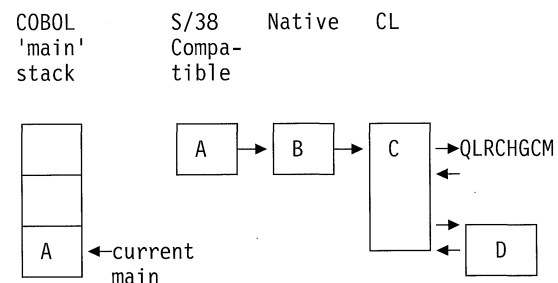 COBOL S/38 Native CL
'main' Compa-
stack tible
A B C QLRCHGCM
A current D
main